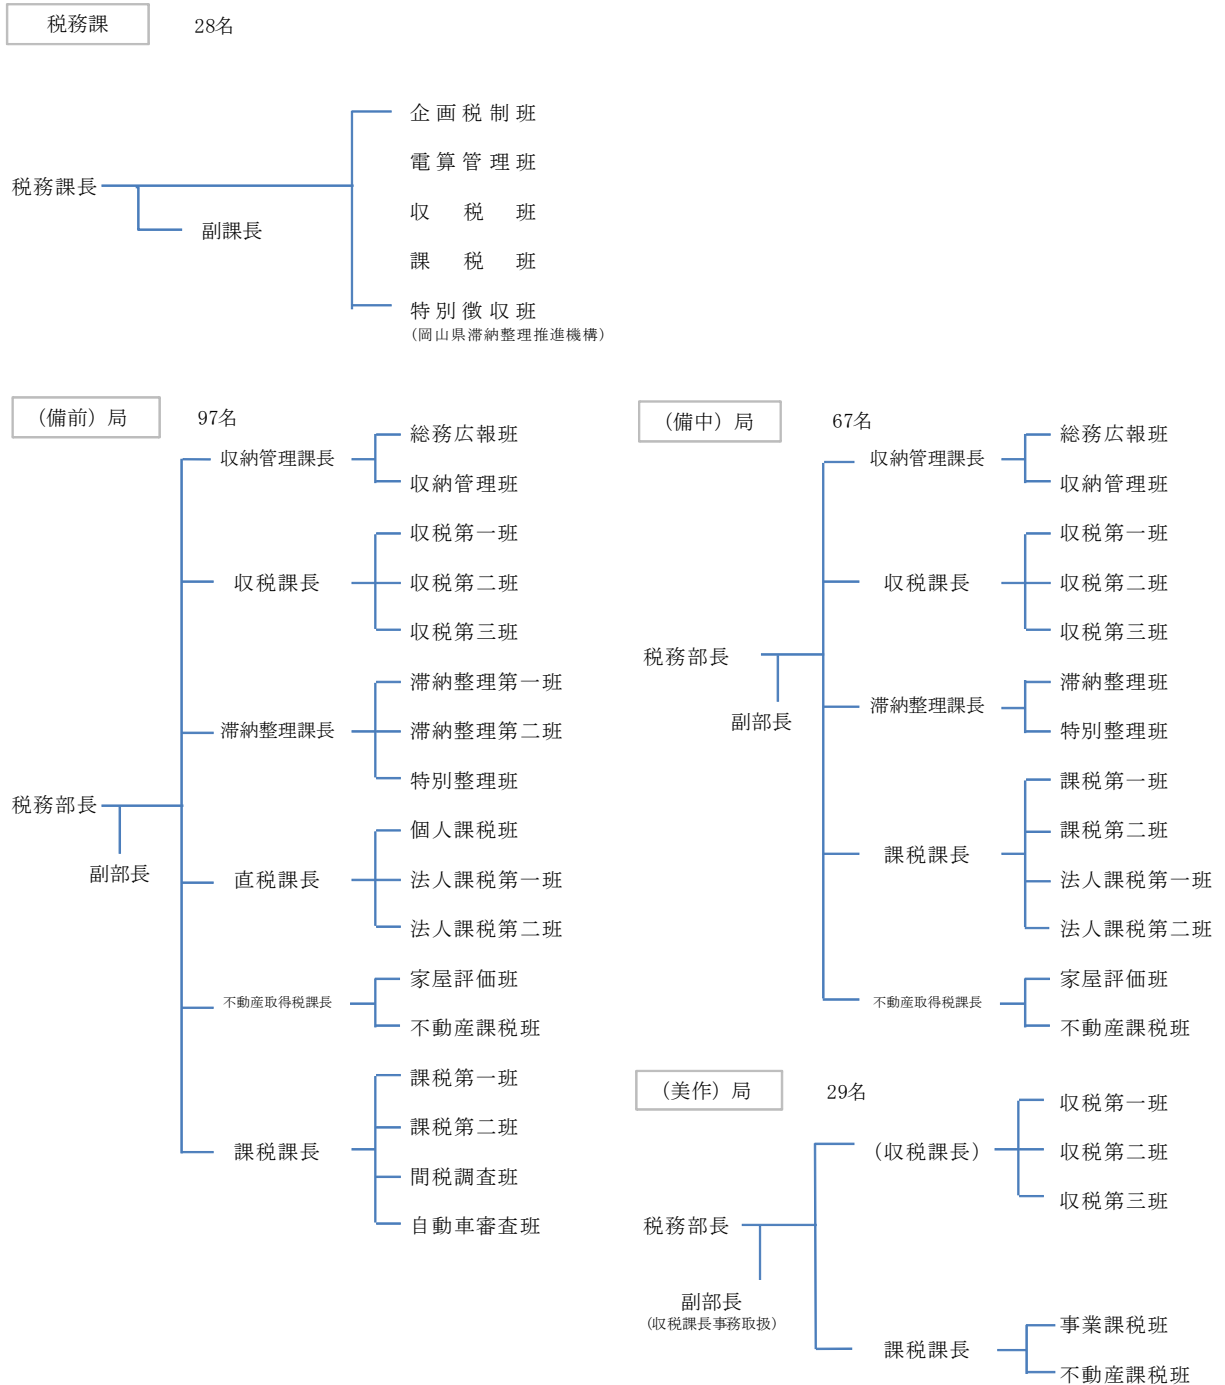 税務課 28名
企画税制班
電算管理班
税務課長
収税班
副課長
課税班
特別徴収班
(岡山県滞納整理推進機構)
(備前)局 97名
総務広報班
収納管理課長
収納管理班
収税第一班
収税課長
収税第二班
収税第三班
滞納整理第一班
滞納整理課長
滞納整理第二班
特別整理班
税務部長
副部長
個人課税班
直税課長
法人課税第一班
法人課税第二班
家屋評価班
不動産取得税課長
不動産課税班
課税第一班
課税第二班
課税課長
間税調査班
自動車審査班
(備中)局 67名
総務広報班
収納管理課長
収納管理班
収税第一班
収税課長
収税第二班
収税第三班
税務部長
副部長
滞納整理班
滞納整理課長
特別整理班
課税第一班
課税第二班
課税課長
法人課税第一班
法人課税第二班
家屋評価班
不動産取得税課長
不動産課税班
(美作)局 29名
収税第一班
(収税課長)
収税第二班
収税第三班
税務部長
副部長
(収税課長事務取扱)
事業課税班
課税課長
不動産課税班